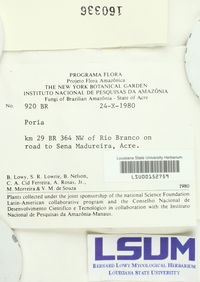 160336
PROGRAMA FLORA
Projeto Flora Amazônica
THE NEW YORK BOTANICAL GARDEN
INSTITUTO NACIONAL DE PESQUISAS DA AMAZÔNIA
Fungi of Brazilian Amazônia - State of Acre
No. 920 BR 24-X-1980
Poria
km 29 BR 364 NW of Rio Branco on
road to Sena Madureira, Acre.
Louisiana State University Herbarium
LSU00152759
B. Lowy, S. R. Lowrie, B. Nelson,
C. A. Cid Ferreira, A. Rosas, Jr.,
M. Morreira & V. M. de Souza
1980
Plants collected under the joint sponsorship of the national Science Foundation
Latin-American collaborative program and the Conselho Nacional de
Desenvolvimento Científico e Tecnológico in collaboration with the Instituto
Nacional de Pesquisas da Amazônia-Manaus.
LSUM
BERNARD LOWY MYCOLOGICAL HERBARIUM
LOUISIANA STATE UNIVERSITY